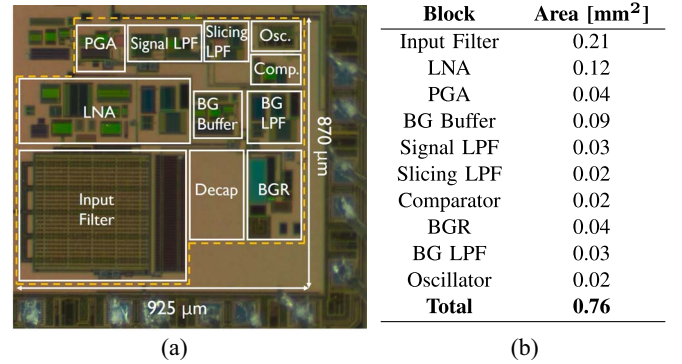 PGA
Signal LPF
Slicing
LPF
Osc.
Comp.
LNA
BG
Buffer
BG
LPF
870 μm
Input
Filter
Decap
BGR
925 μm
(a)
Block Area [mm²]
Input Filter 0.21
LNA 0.12
PGA 0.04
BG Buffer 0.09
Signal LPF 0.03
Slicing LPF 0.02
Comparator 0.02
BGR 0.04
BG LPF 0.03
Oscillator 0.02
Total 0.76
(b)